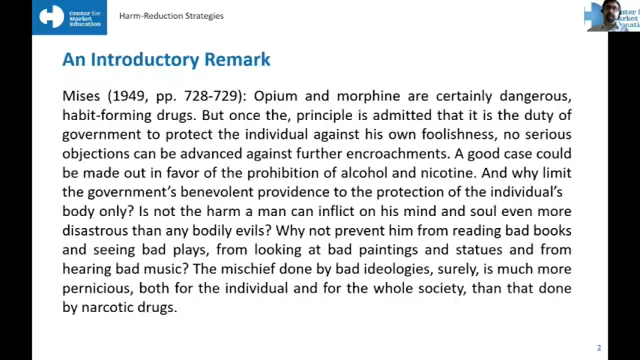 Center for
Market
Education
Harm-Reduction Strategies
An Introductory Remark
Mises (1949, pp. 728-729): Opium and morphine are certainly dangerous,
habit-forming drugs. But once the, principle is admitted that it is the duty of
government to protect the individual against his own foolishness, no serious
objections can be advanced against further encroachments. A good case could
be made out in favor of the prohibition of alcohol and nicotine. And why limit
the government's benevolent providence to the protection of the individual's
body only? Is not the harm a man can inflict on his mind and soul even more
disastrous than any bodily evils? Why not prevent him from reading bad books
and seeing bad plays, from looking at bad paintings and statues and from
hearing bad music? The mischief done by bad ideologies, surely, is much more
pernicious, both for the individual and for the whole society, than that done
by narcotic drugs.
2